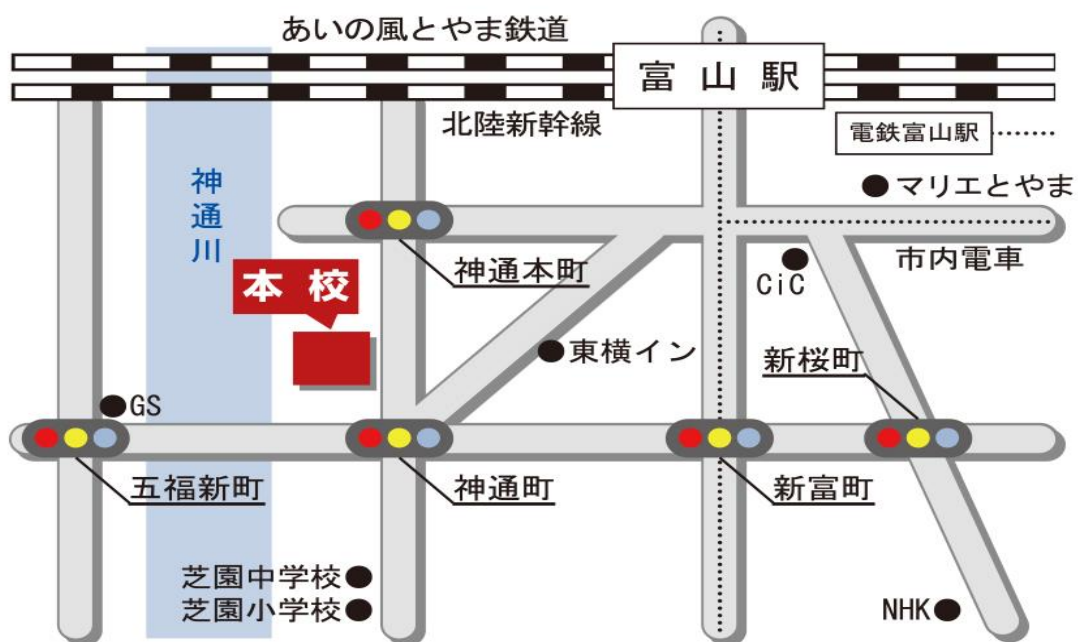 あいの風とやま鉄道
富山駅
北陸新幹線
電鉄富山駅
神通川
マリエとやま
市内電車
神通本町
CiC
本校
東横イン
新桜町
GS
五福新町
神通町
新富町
芝園中学校
芝園小学校
NHK